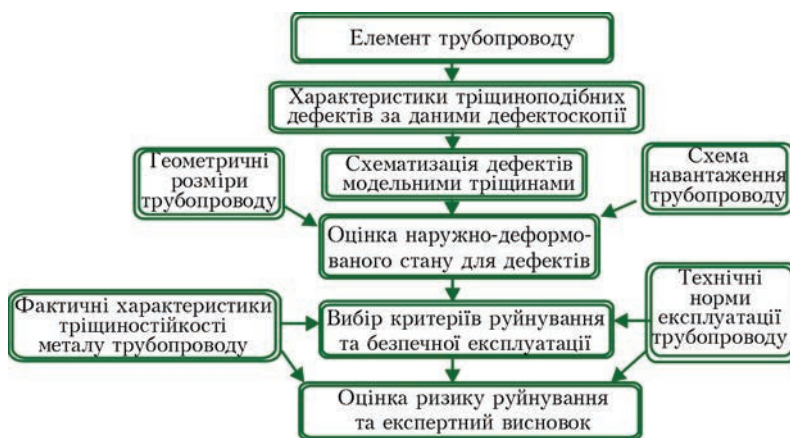 Елемент трубопроводу
Характеристики тріщиноподібних
дефектів за даними дефектоскопії
Геометричні
розміри
трубопроводу
Схематизація дефектів
модельними тріщинами
Схема
навантаження
трубопроводу
Оцінка наружно-деформо-
ваного стану для дефектів
Фактичні характеристики
тріщиностійкості
металу трубопроводу
Вибір критеріїв руйнування
та безпечної експлуатації
Технічні
норми
експлуатації
трубопроводу
Оцінка ризику руйнування
та експертний висновок